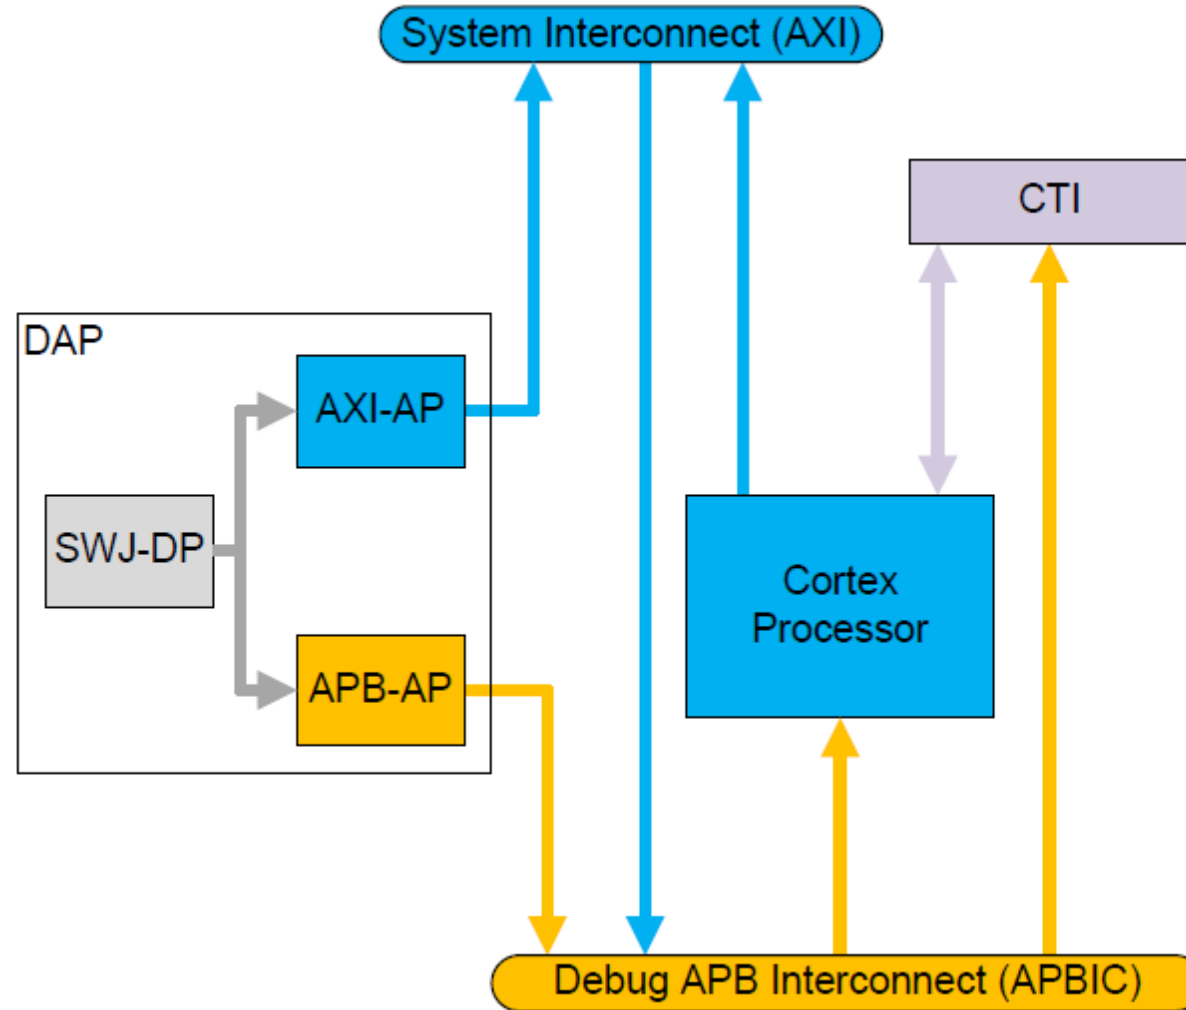 System Interconnect (AXI)
CTI
DAP
AXI-AP
SWJ-DP
Cortex
Processor
APB-AP
Debug APB Interconnect (APBIC)